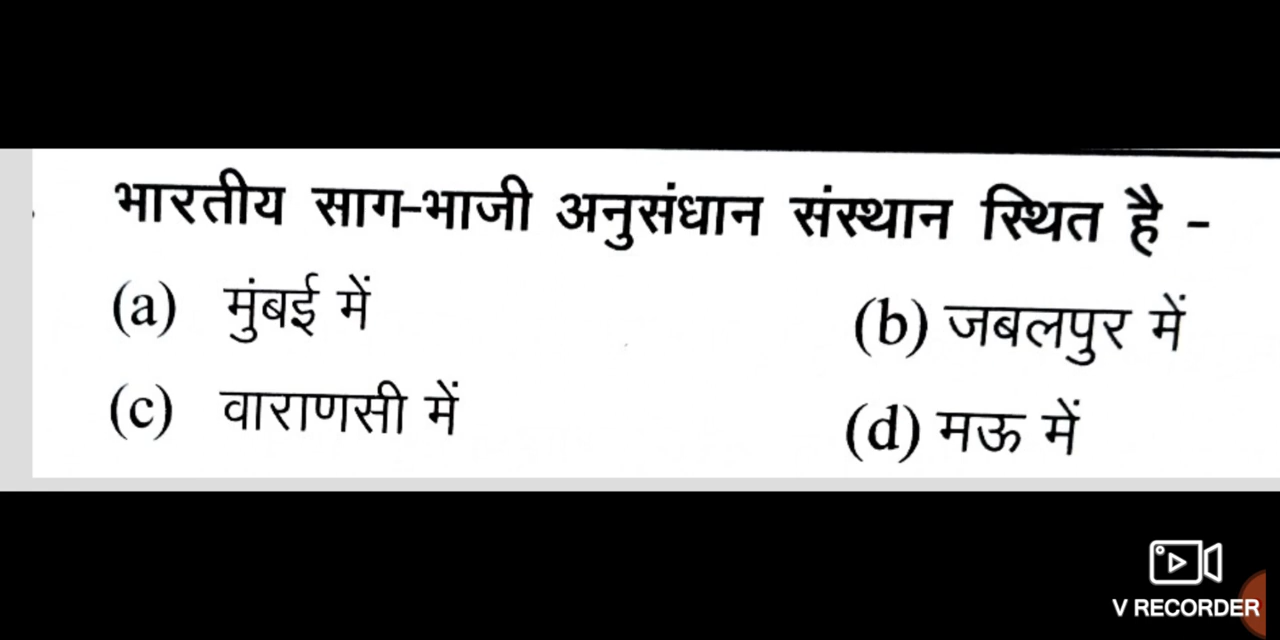 भारतीय साग-भाजी अनुसंधान संस्थान स्थित है -
(a) मुंबई में (b) जबलपुर में
(c) वाराणसी में (d) मऊ में
V RECORDER